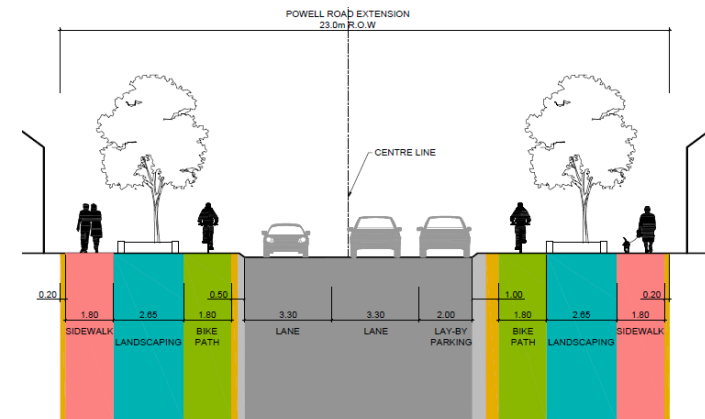 POWELL ROAD EXTENSION
23.0m R.O.W
CENTRE LINE
0.20
0.50
1.00
0.20
1.80
2.65
1.80
3.30
3.30
2.00
1.80
2.65
1.80
SIDEWALK
LANDSCAPING
BIKE
PATH
LANE
LANE
LAY-BY
PARKING
BIKE
PATH
LANDSCAPING
SIDEWALK